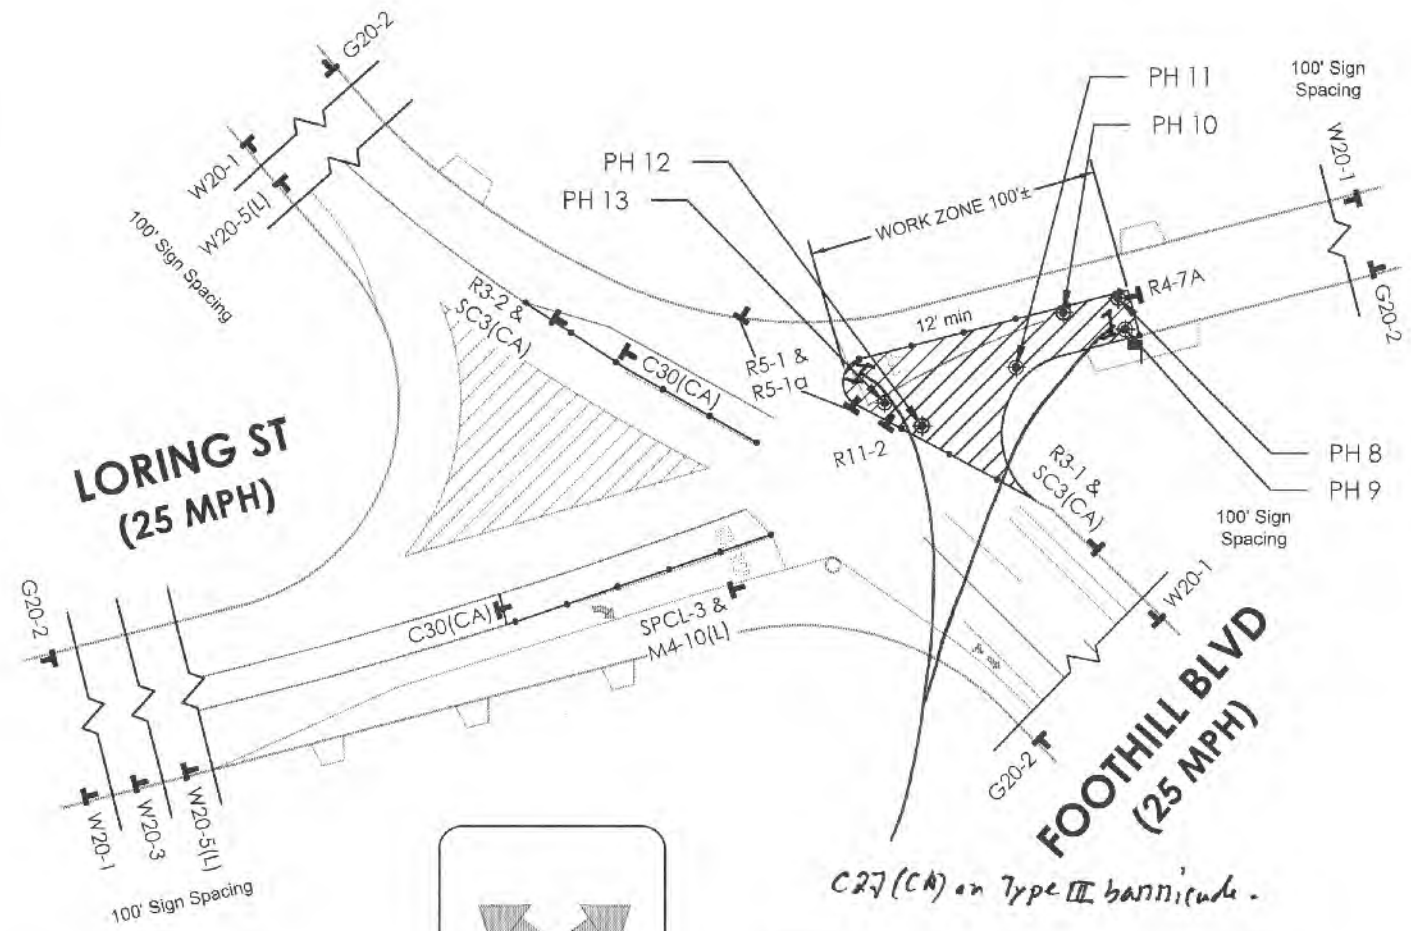 G20-2
W20-1
W20-5(L)
100' Sign Spacing
R3-2 &
SC3(CA)
C30(CA)
PH 12
PH 13
WORK ZONE 100'±
PH 11
PH 10
100' Sign
Spacing
W20-1
G20-2
R4-7A
12' min
R5-1 &
R5-1a
R11-2
R3-1 &
SC3(CA)
PH 8
PH 9
100' Sign
Spacing
W20-1
LORING ST
(25 MPH)
G20-2
C30(CA)
SPCL-3 &
M4-10(L)
W20-1
W20-3
W20-5(L)
100' Sign Spacing
G20-2
FOOTHILL BLVD
(25 MPH)
C27(CA) on Type III barricade.